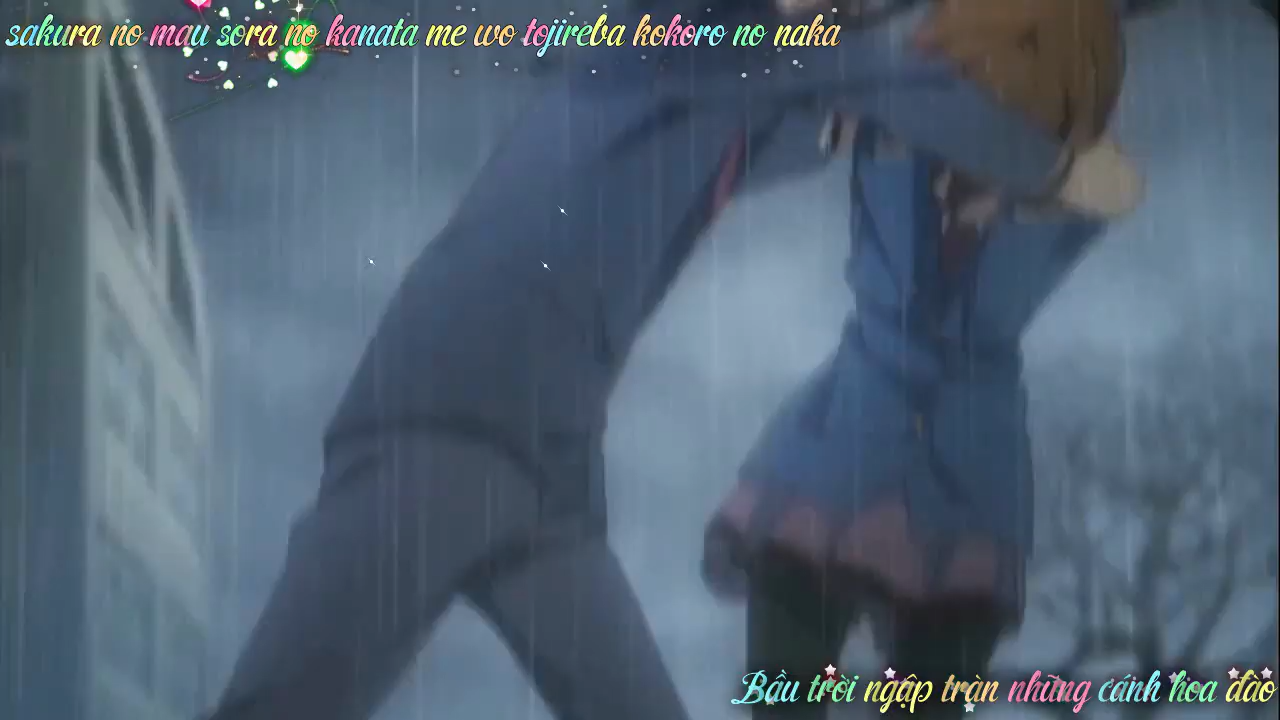 sakura no mau sora no kanata me wo tojireba kokoro no naka
Bầu trời ngập tràn những cánh hoa đào